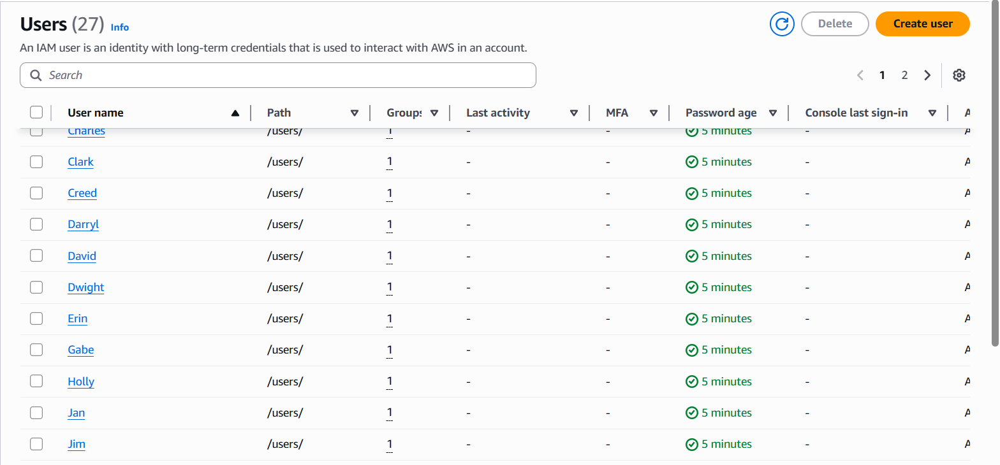 Users (27) Info
Delete
Create user
An IAM user is an identity with long-term credentials that is used to interact with AWS in an account.
Search
1 2
User name Path Groups Last activity MFA Password age Console last sign-in A
Charles /users/ 1 - - 5 minutes - A
Clark /users/ 1 - - 5 minutes - A
Creed /users/ 1 - - 5 minutes - A
Darryl /users/ 1 - - 5 minutes - A
David /users/ 1 - - 5 minutes - A
Dwight /users/ 1 - - 5 minutes - A
Erin /users/ 1 - - 5 minutes - A
Gabe /users/ 1 - - 5 minutes - A
Holly /users/ 1 - - 5 minutes - A
Jan /users/ 1 - - 5 minutes - A
Jim /users/ 1 - - 5 minutes - A